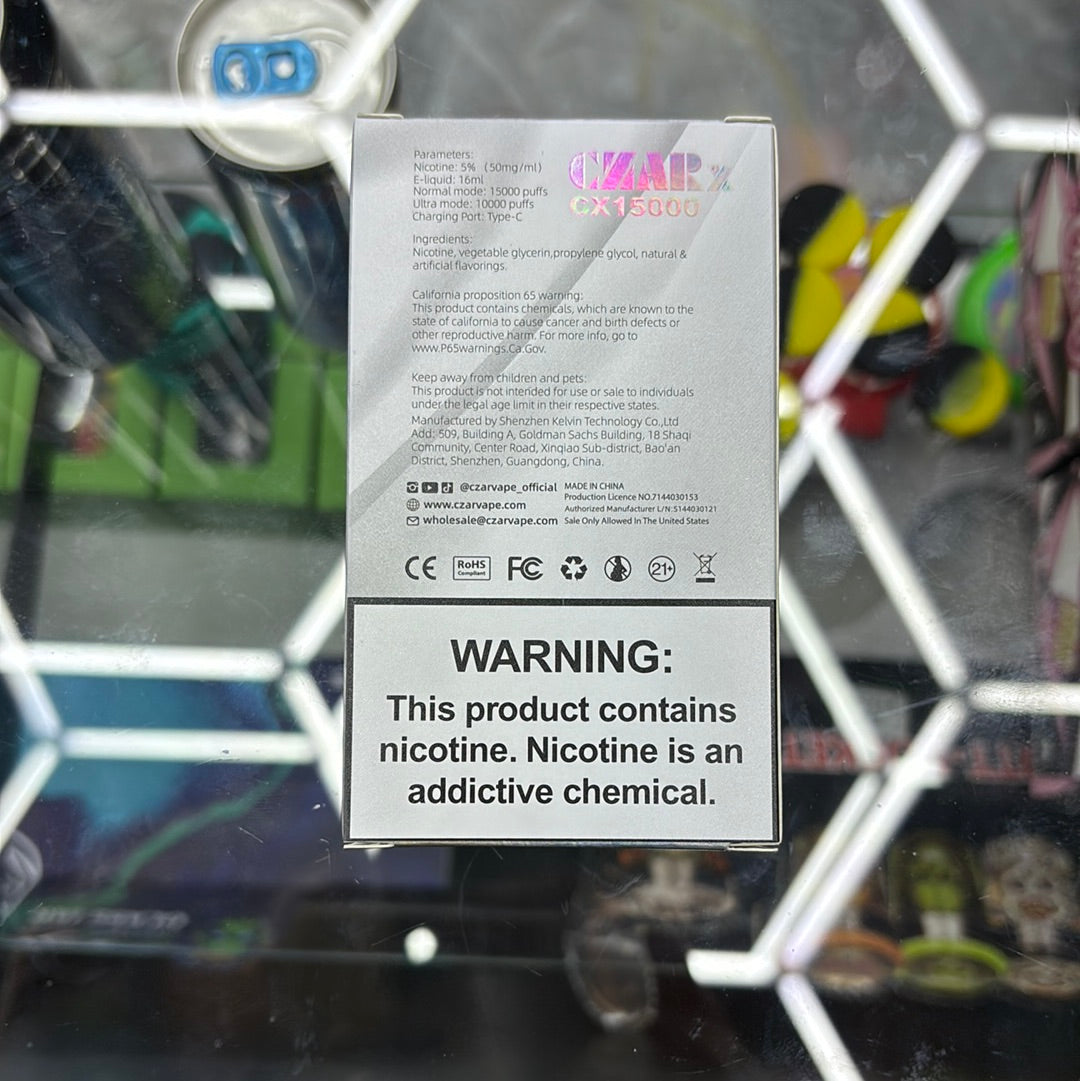 Parameters:
Nicotine: 5% (50mg/ml)
E-liquid: 16ml
Normal mode: 15000 puffs
Ultra mode: 10000 puffs
Charging Port: Type-C
CZAR x
CX15000
Ingredients:
Nicotine, vegetable glycerin,propylene glycol, natural &
artificial flavorings.
California proposition 65 warning:
This product contains chemicals, which are known to the
state of california to cause cancer and birth defects or
other reproductive harm. For more info, go to
www.P65warnings.Ca.Gov.
Keep away from children and pets:
This product is not intended for use or sale to individuals
under the legal age limit in their respective states.
Manufactured by Shenzhen Kelvin Technology Co.,Ltd
Add: 509, Building A, Goldman Sachs Building, 18 Shaqi
Community, Center Road, Xinqiao Sub-district, Bao'an
District, Shenzhen, Guangdong, China.
@czarvape_official
www.czarvape.com
wholesale@czarvape.com
MADE IN CHINA
Production Licence NO.7144030153
Authorized Manufacturer L/N:5144030121
Sale Only Allowed In The United States
CE RoHS Compliant FC 21+
WARNING:
This product contains
nicotine. Nicotine is an
addictive chemical.